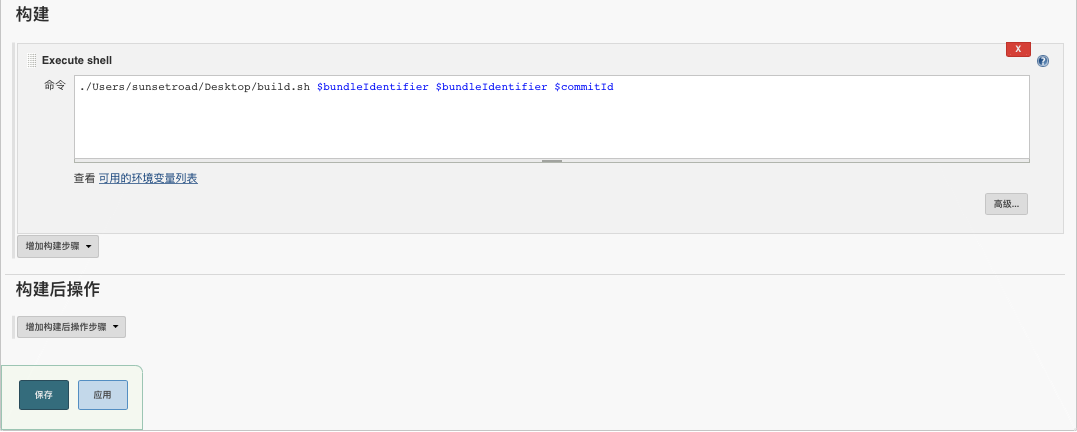 构建
X
Execute shell
命令
./Users/sunsetroad/Desktop/build.sh $bundleIdentifier $bundleIdentifier $commitId
查看 可用的环境变量列表
高级...
增加构建步骤
构建后操作
增加构建后操作步骤
保存 应用